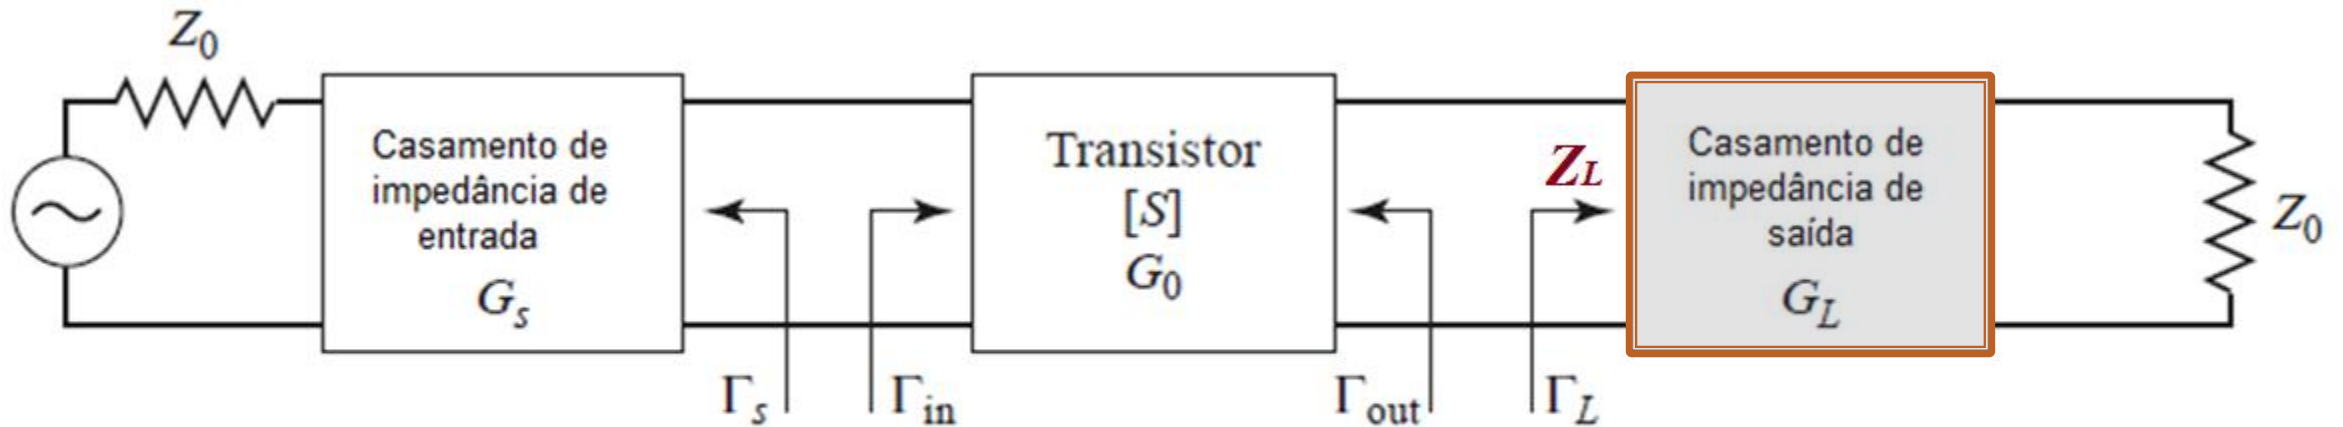 Z0
Casamento de
impedância de
entrada
Gs
Transistor
[S]
G0
ZL
Casamento de
impedância de
saída
GL
Z0
Γs
Γin
Γout
ΓL